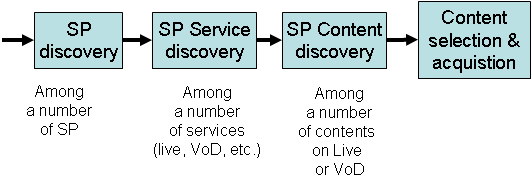 SP
discovery
SP Service
discovery
SP Content
discovery
Content
selection &
acquistion
Among
a number
of SP
Among
a number
of services
(live, VoD, etc.)
Among
a number
of contents
on Live
or VoD